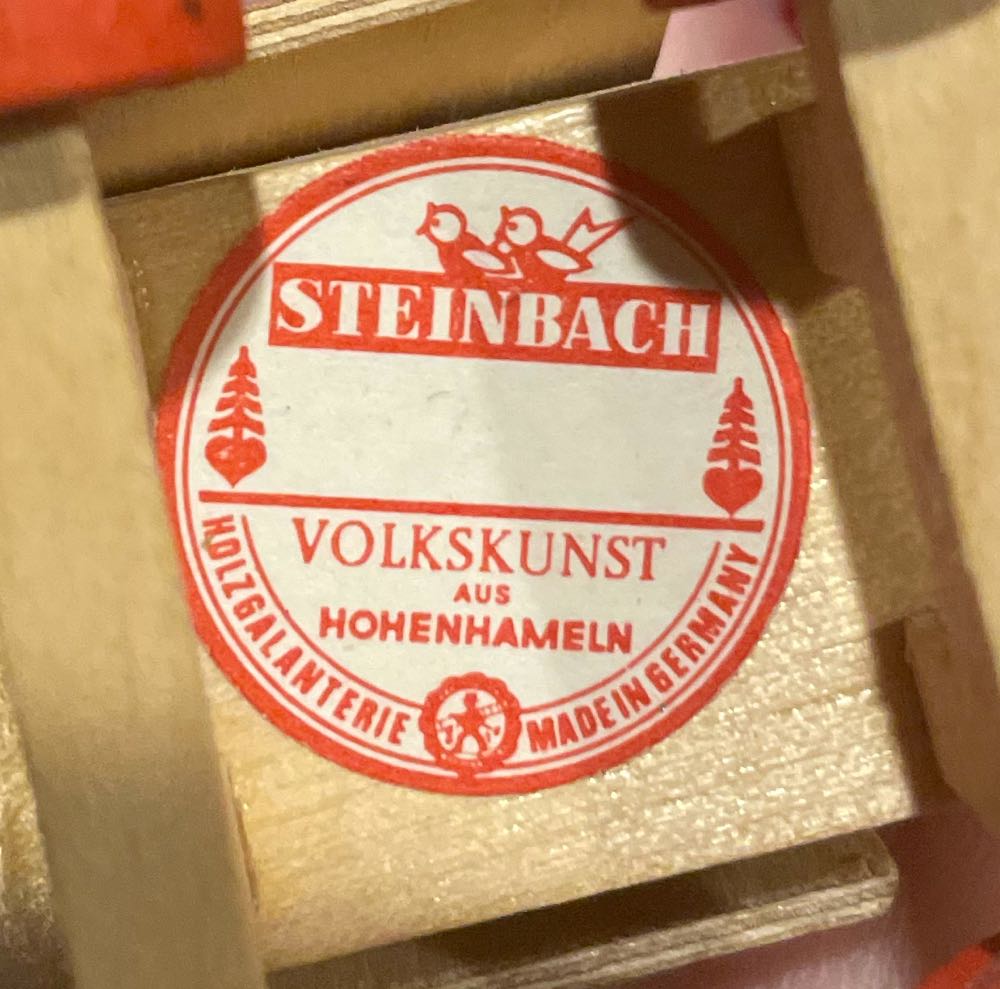 STEINBACH
VOLKSKUNST
AUS
HOHENHAMELN
HOLZGALANTERIE
MADE IN GERMANY